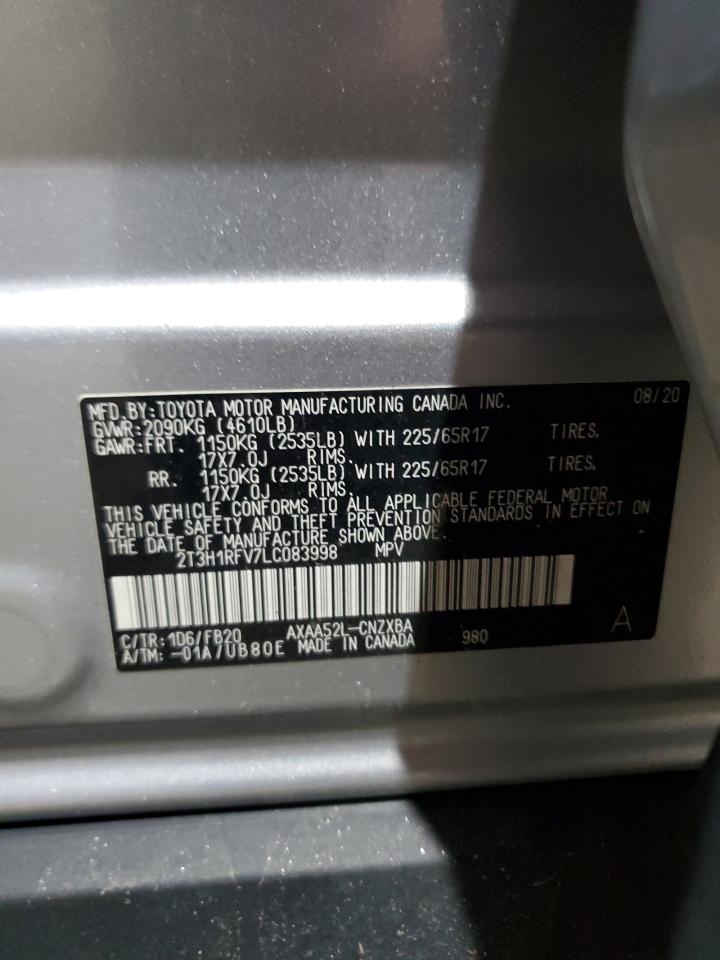 MFD.BY:TOYOTA MOTOR MANUFACTURING CANADA INC. 08/20
GVWR:2090KG (4610LB)
GAWR:FRT. 1150KG (2535LB) WITH 225/65R17 TIRES,
17X7.0J RIMS.
RR. 1150KG (2535LB) WITH 225/65R17 TIRES,
17X7.0J RIMS.
THIS VEHICLE CONFORMS TO ALL APPLICABLE FEDERAL MOTOR
VEHICLE SAFETY AND THEFT PREVENTION STANDARDS IN EFFECT ON
THE DATE OF MANUFACTURE SHOWN ABOVE.
2T3H1RFV7LC083998 MPV
C/TR:1D6/FB20 AXAA52L-CNZXBA 980 A
A/TM:-01A/UB80E MADE IN CANADA